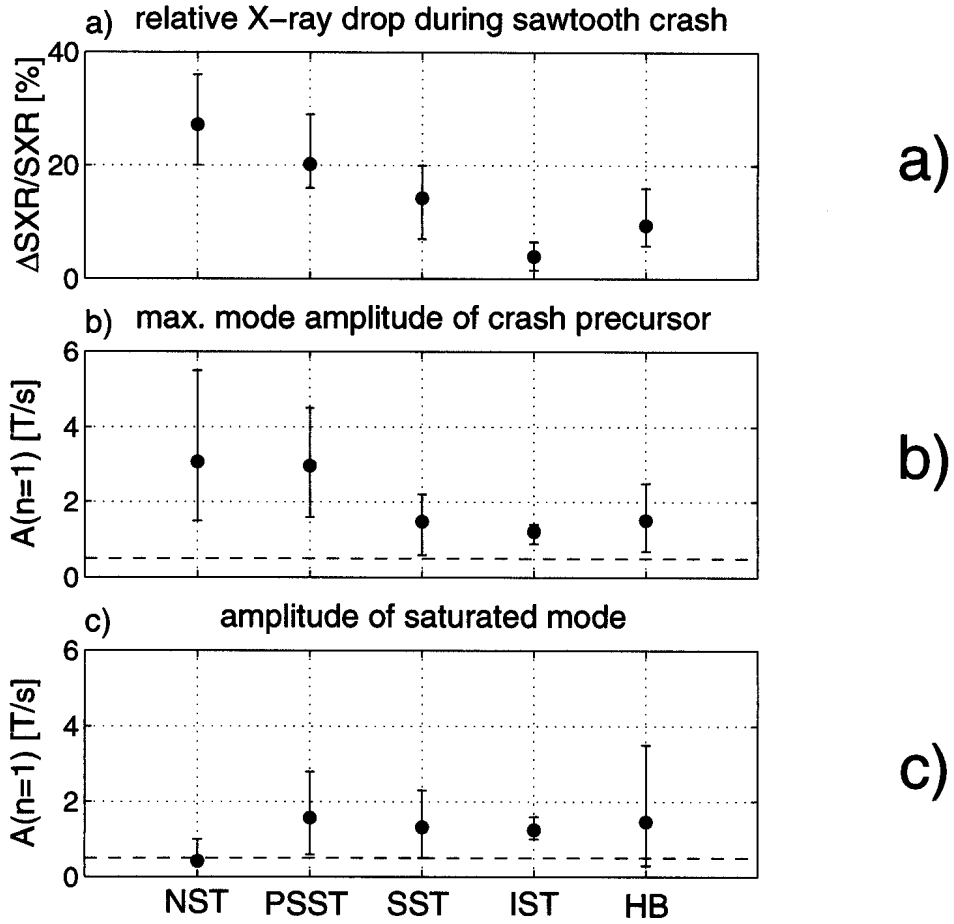 a) relative X-ray drop during sawtooth crash
40
20
0
ΔSXR/SXR [%]
a)
b) max. mode amplitude of crash precursor
6
4
2
0
A(n=1) [T/s]
b)
c) amplitude of saturated mode
6
4
2
0
A(n=1) [T/s]
c)
NST PSST SST IST HB